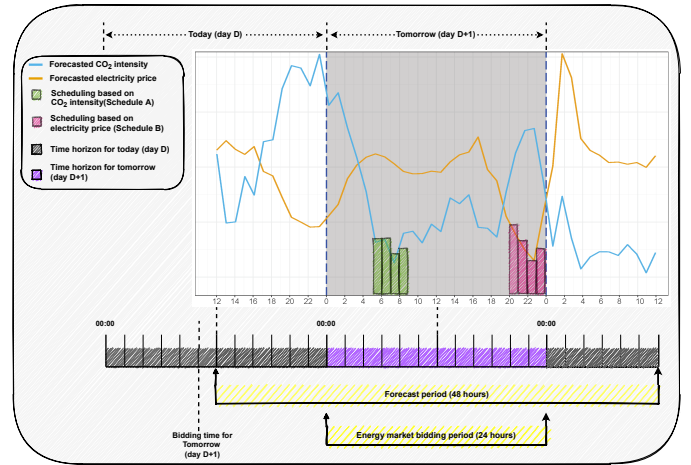 Today (day D)
Tomorrow (day D+1)
Forecasted CO2 intensity
Forecasted electricity price
Scheduling based on
CO2 intensity(Schedule A)
Scheduling based on
electricity price (Schedule B)
Time horizon for today (day D)
Time horizon for tomorrow
(day D+1)
12 14 16 18 20 22 0 2 4 6 8 10 12 14 16 18 20 22 0 2 4 6 8 10 12
00:00 00:00 00:00
Forecast period (48 hours)
Energy market bidding period (24 hours)
Bidding time for
Tomorrow
(day D+1)